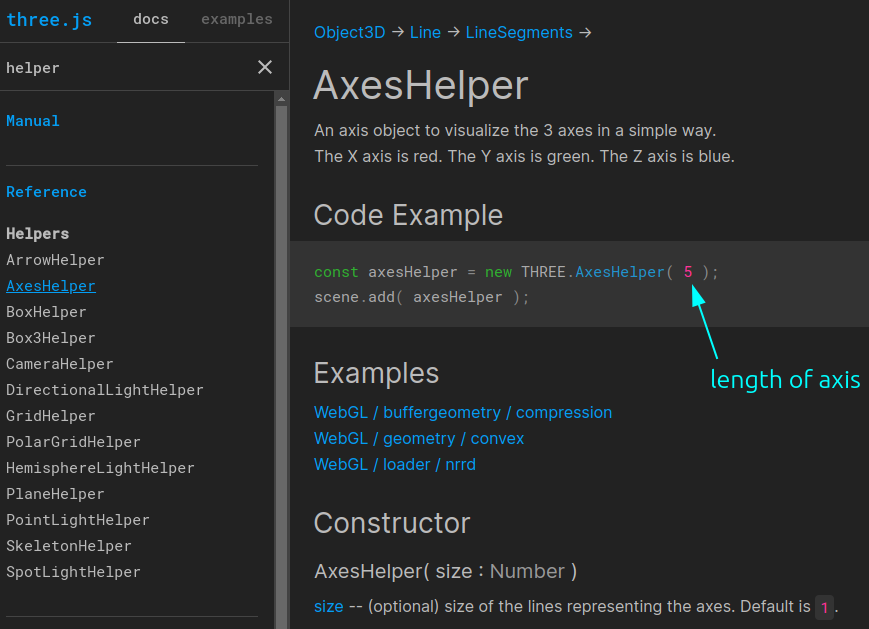 three.js docs examples
helper
Manual
Reference
Helpers
ArrowHelper
AxesHelper
BoxHelper
Box3Helper
CameraHelper
DirectionalLightHelper
GridHelper
PolarGridHelper
HemisphereLightHelper
PlaneHelper
PointLightHelper
SkeletonHelper
SpotLightHelper
Object3D → Line → LineSegments →
AxesHelper
An axis object to visualize the 3 axes in a simple way.
The X axis is red. The Y axis is green. The Z axis is blue.
Code Example
const axesHelper = new THREE.AxesHelper( 5 );
scene.add( axesHelper );
length of axis
Examples
WebGL / buffergeometry / compression
WebGL / geometry / convex
WebGL / loader / nrrd
Constructor
AxesHelper( size : Number )
size -- (optional) size of the lines representing the axes. Default is 1.